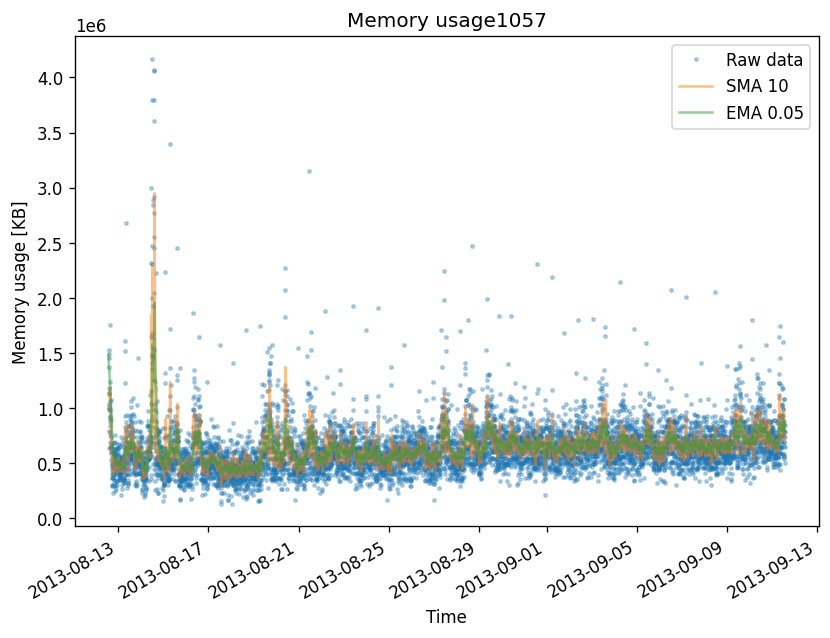 Memory usage1057
1e6
Raw data
SMA 10
EMA 0.05
4.0
3.5
3.0
2.5
2.0
1.5
1.0
0.5
0.0
Memory usage [KB]
2013-08-13
2013-08-17
2013-08-21
2013-08-25
2013-08-29
2013-09-01
2013-09-05
2013-09-09
2013-09-13
Time